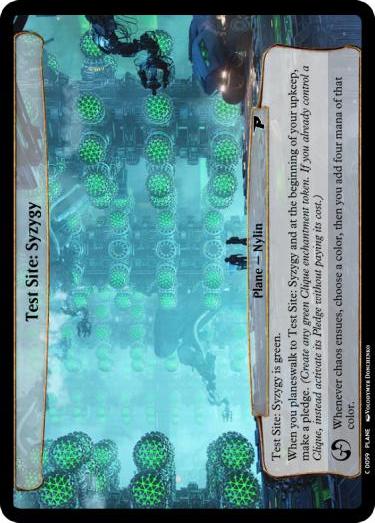 Test Site: Syzygy
Plane — Nylin
Test Site: Syzygy is green.
When you planeswalk to Test Site: Syzygy and at the beginning of your upkeep,
make a pledge. (Create any green Clique enchantment token. If you already control a
Clique, instead activate its Pledge without paying its cost.)
Whenever chaos ensues, choose a color, then you add four mana of that
color.
C 0059 PLANE Volodymyr Donchenko